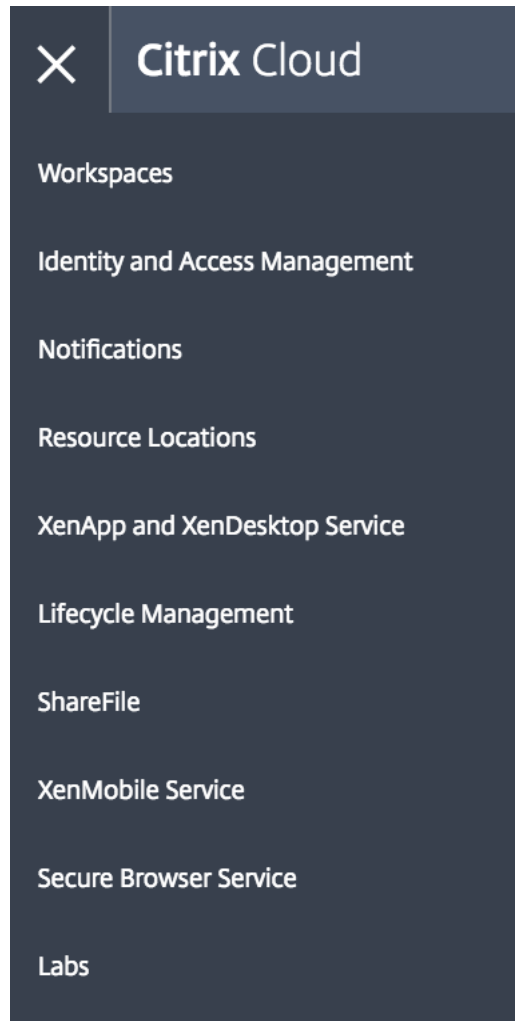 Citrix Cloud
Workspaces
Identity and Access Management
Notifications
Resource Locations
XenApp and XenDesktop Service
Lifecycle Management
ShareFile
XenMobile Service
Secure Browser Service
Labs